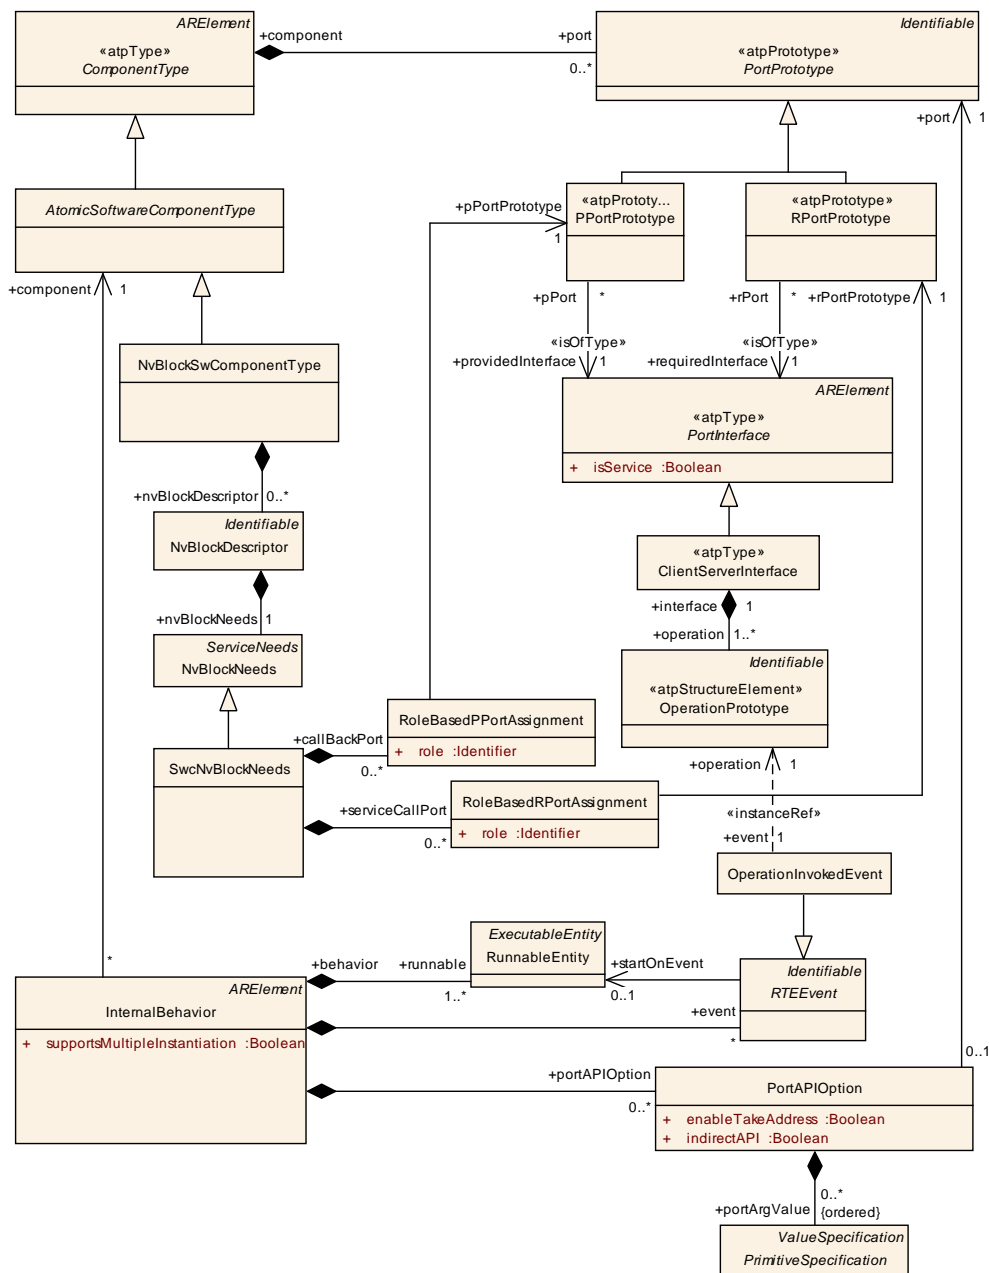 ARElement
«atpType»
ComponentType
+component
+port
0..*
Identifiable
«atpPrototype»
PortPrototype
+port
1
AtomicSoftwareComponentType
+component
1
+pPortPrototype
1
«atpPrototy...
PPortPrototype
«atpPrototype»
RPortPrototype
+pPort
*
+rPort
*
+rPortPrototype
1
«isOfType»
«isOfType»
+providedInterface
1
+requiredInterface
1
NvBlockSwComponentType
ARElement
«atpType»
PortInterface
+ isService :Boolean
+nvBlockDescriptor
0..*
Identifiable
NvBlockDescriptor
«atpType»
ClientServerInterface
+nvBlockNeeds
1
+interface
1
+operation
1..*
ServiceNeeds
NvBlockNeeds
Identifiable
«atpStructureElement»
OperationPrototype
RoleBasedPPortAssignment
+ role :Identifier
+callBackPort
0..*
SwcNvBlockNeeds
+operation
1
RoleBasedRPortAssignment
+ role :Identifier
+serviceCallPort
0..*
«instanceRef»
+event
1
OperationInvokedEvent
ExecutableEntity
RunnableEntity
*
+behavior
+runnable
1..*
+startOnEvent
0..1
Identifiable
RTEEvent
ARElement
InternalBehavior
+ supportsMultipleInstantiation :Boolean
+event
*
0..1
+portAPIOption
0..*
PortAPIOption
+ enableTakeAddress :Boolean
+ indirectAPI :Boolean
+portArgValue
0..*
{ordered}
ValueSpecification
PrimitiveSpecification